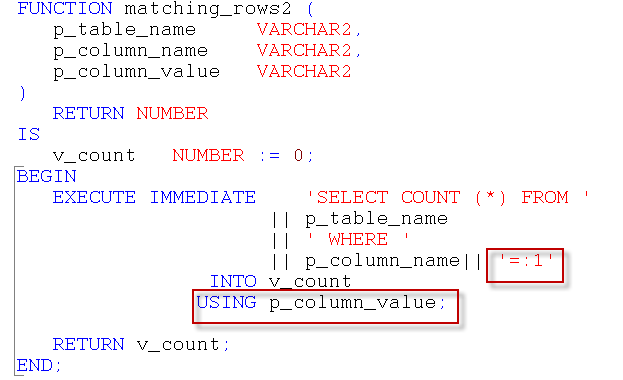 FUNCTION matching_rows2 (
p_table_name VARCHAR2,
p_column_name VARCHAR2,
p_column_value VARCHAR2
)
RETURN NUMBER
IS
v_count NUMBER := 0;
BEGIN
EXECUTE IMMEDIATE 'SELECT COUNT (*) FROM '
|| p_table_name
|| ' WHERE '
|| p_column_name|| '=:1'
INTO v_count
USING p_column_value;
RETURN v_count;
END;